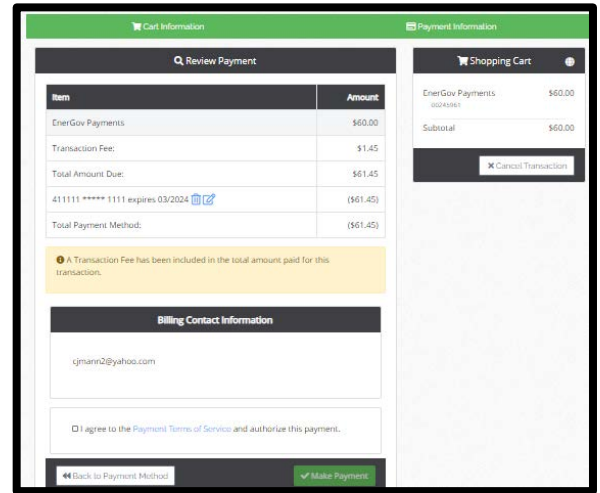 Cart Information
Payment Information
Review Payment
Item Amount
EnerGov Payments $60.00
Transaction Fee: $1.45
Total Amount Due: $61.45
411111 ***** 1111 expires 03/2024 ($61.45)
Total Payment Method: ($61.45)
A Transaction Fee has been included in the total amount paid for this
transaction.
Billing Contact Information
cjmann2@yahoo.com
I agree to the Payment Terms of Service and authorize this payment.
Back to Payment Method
Make Payment
Shopping Cart
EnerGov Payments $60.00
00245961
Subtotal $60.00
Cancel Transaction